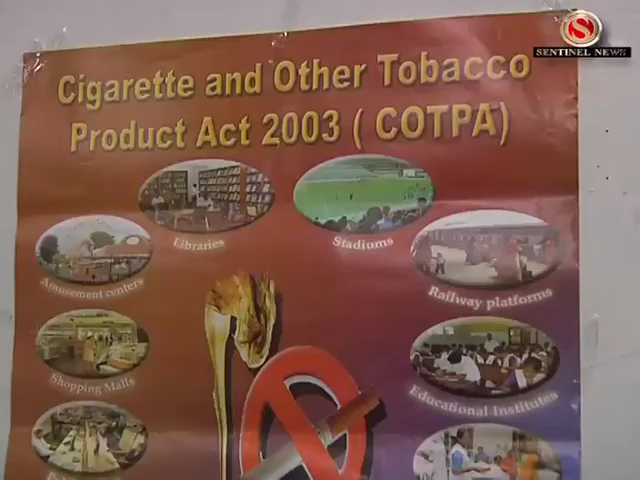 SENTINEL NEWS
Cigarette and Other Tobacco
Product Act 2003 ( COTPA)
Libraries
Stadiums
Amusement centers
Railway platforms
Shopping Malls
Educational Institutes